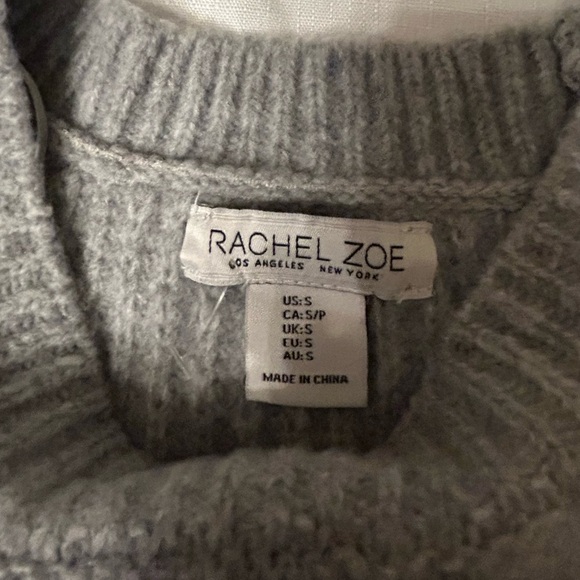 RACHEL ZOE
LOS ANGELES NEW YORK
US: S
CA: S/P
UK: S
EU: S
AU: S
MADE IN CHINA